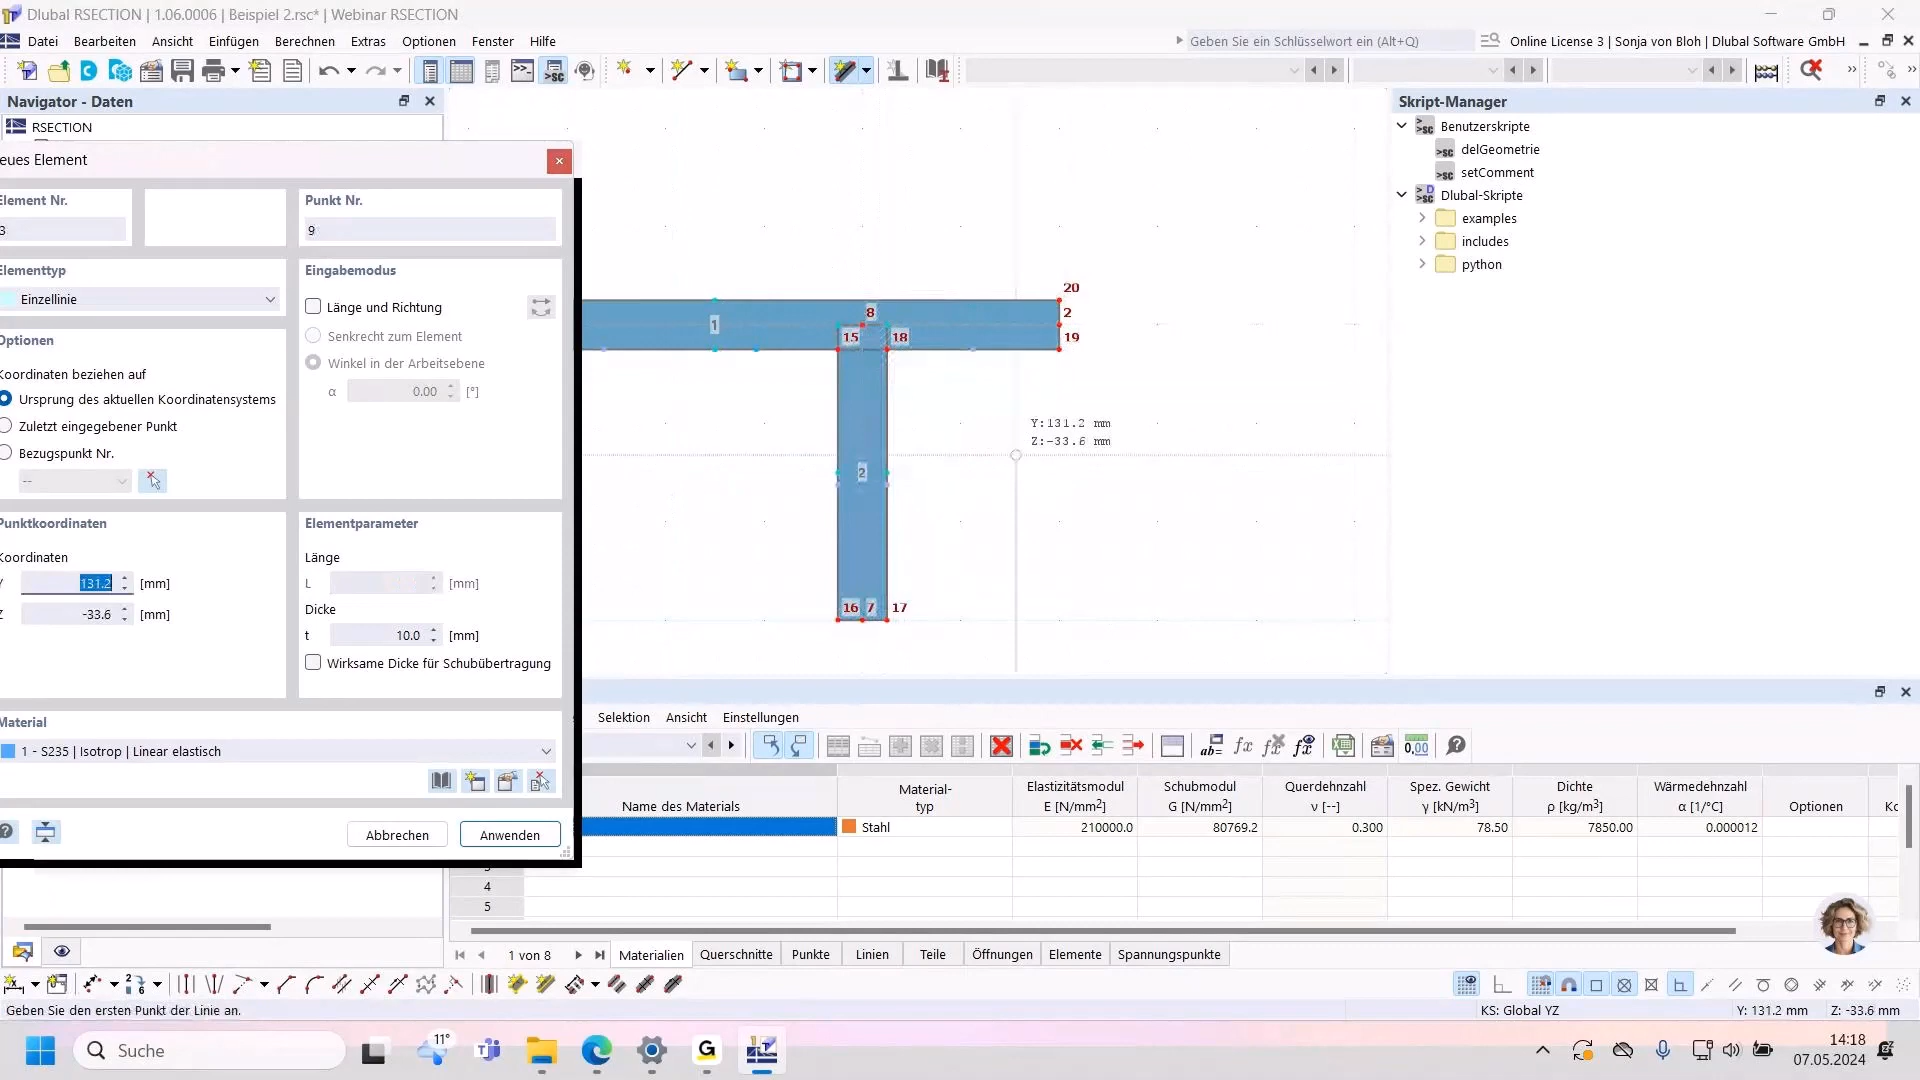 Dlubal RSECTION | 1.06.0006 | Beispiel 2.rsc* | Webinar RSECTION
Datei Bearbeiten Ansicht Einfügen Berechnen Extras Optionen Fenster Hilfe
Geben Sie ein Schlüsselwort ein (Alt+Q)
Online License 3 | Sonja von Bloh | Dlubal Software GmbH
Navigator - Daten
RSECTION
eues Element
Element Nr.
3
Punkt Nr.
9
Elementtyp
Einzellinie
Eingabemodus
Länge und Richtung
Senkrecht zum Element
Winkel in der Arbeitsebene
α 0.00 [°]
Optionen
Koordinaten beziehen auf
Ursprung des aktuellen Koordinatensystems
Zuletzt eingegebener Punkt
Bezugspunkt Nr.
--
Punktkoordinaten
Koordinaten
Y 131.2 [mm]
Z -33.6 [mm]
Elementparameter
Länge
L [mm]
Dicke
t 10.0 [mm]
Wirksame Dicke für Schubübertragung
Material
1 - S235 | Isotrop | Linear elastisch
Abbrechen Anwenden
20
8 2
1
15 18 19
Y:131.2 mm
Z:-33.6 mm
2
16 7 17
Skript-Manager
Benutzerskripte
delGeometrie
setComment
Dlubal-Skripte
examples
includes
python
Selektion Ansicht Einstellungen
Name des Materials
Material-
typ
Elastizitätsmodul
E [N/mm²]
Schubmodul
G [N/mm²]
Querdehnzahl
ν [--]
Spez. Gewicht
γ [kN/m³]
Dichte
ρ [kg/m³]
Wärmedehnzahl
α [1/°C]
Optionen
Kc
Stahl 210000.0 80769.2 0.300 78.50 7850.00 0.000012
3
4
5
1 von 8
Materialien Querschnitte Punkte Linien Teile Öffnungen Elemente Spannungspunkte
Geben Sie den ersten Punkt der Linie an.
KS: Global YZ
Y: 131.2 mm
Z: -33.6 mm
Suche
11°
14:18
07.05.2024